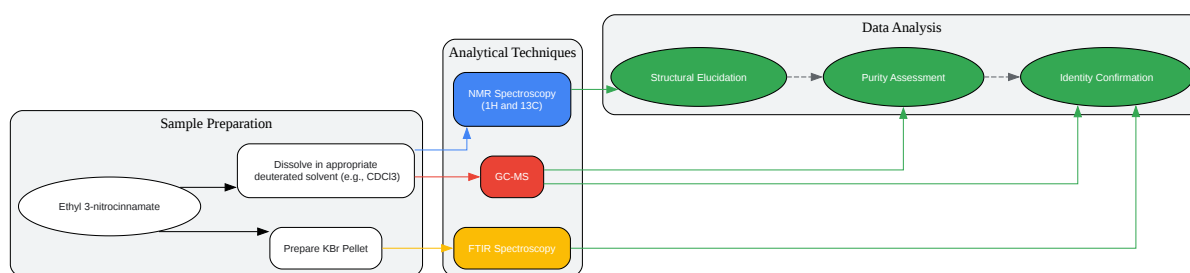 Sample Preparation
Ethyl 3-nitrocinnamate
Dissolve in appropriate
deuterated solvent (e.g., CDCl3)
Prepare KBr Pellet
Analytical Techniques
NMR Spectroscopy
(1H and 13C)
GC-MS
FTIR Spectroscopy
Data Analysis
Structural Elucidation
Purity Assessment
Identity Confirmation